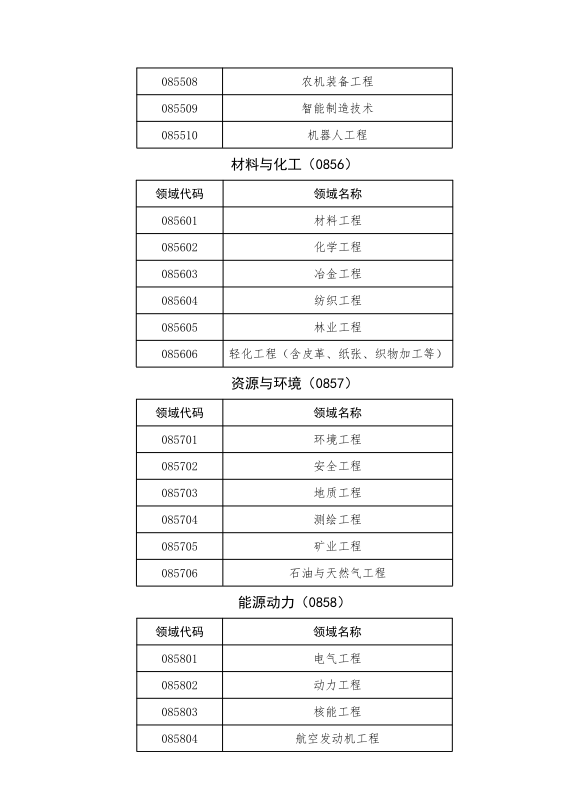 085508 农机装备工程
085509 智能制造技术
085510 机器人工程
材料与化工（0856）
领域代码 领域名称
085601 材料工程
085602 化学工程
085603 冶金工程
085604 纺织工程
085605 林业工程
085606 轻化工程（含皮革、纸张、织物加工等）
资源与环境（0857）
领域代码 领域名称
085701 环境工程
085702 安全工程
085703 地质工程
085704 测绘工程
085705 矿业工程
085706 石油与天然气工程
能源动力（0858）
领域代码 领域名称
085801 电气工程
085802 动力工程
085803 核能工程
085804 航空发动机工程